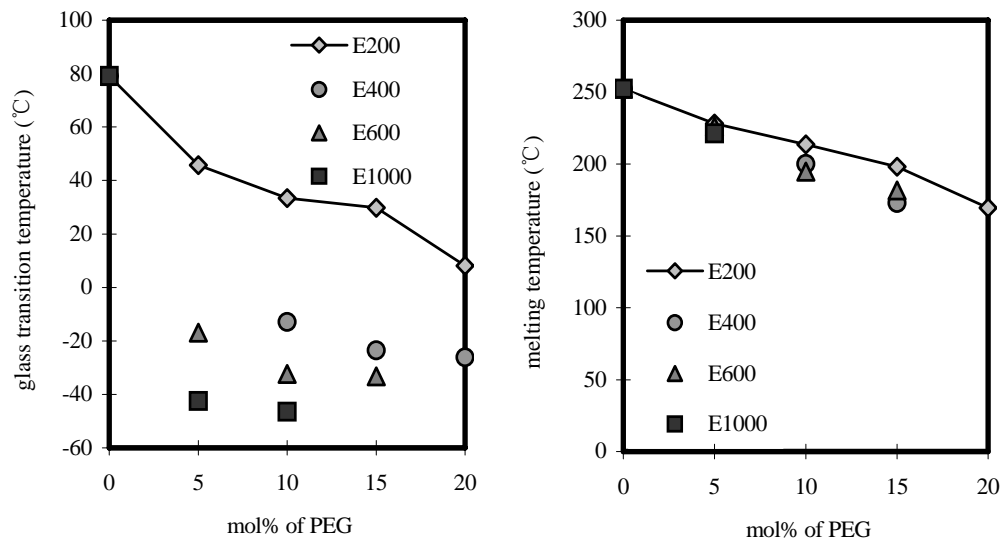 100
80
60
40
20
0
-20
-40
-60
glass transition temperature (℃)
E200
E400
E600
E1000
0
5
10
15
20
mol% of PEG
300
250
200
150
100
50
0
melting temperature (℃)
E200
E400
E600
E1000
0
5
10
15
20
mol% of PEG